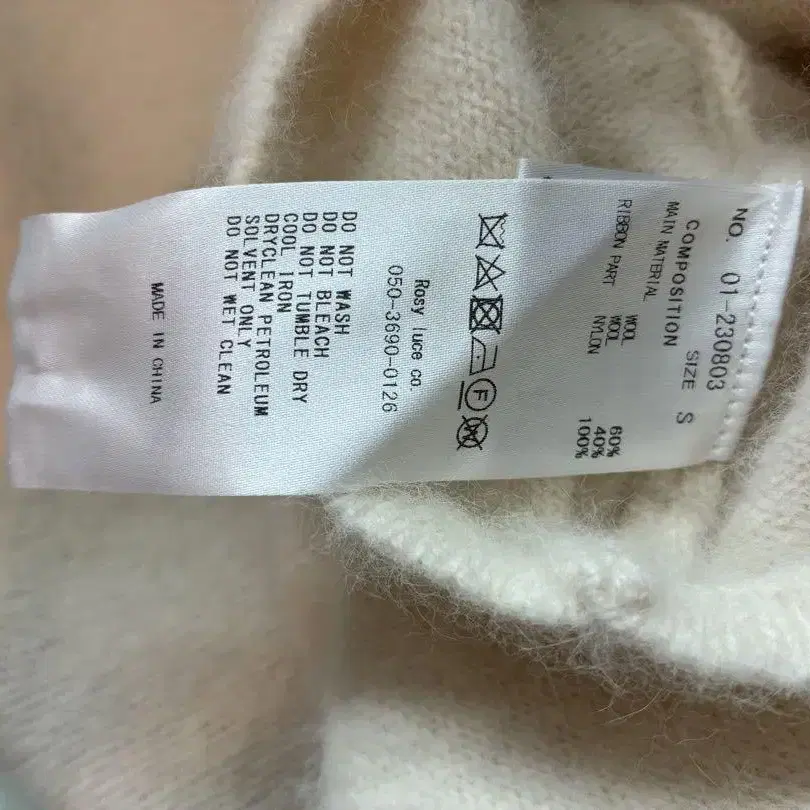 NO. 01-230803
COMPOSITION SIZE S
MAIN MATERIAL
WOOL 60%
RIBBON PART WOOL 40%
NYLON 100%
F W
Rosy luce co.
050-3690-0126
DO NOT WASH
DO NOT BLEACH
DO NOT TUMBLE DRY
COOL IRON
DRYCLEAN PETROLEUM
SOLVENT ONLY
DO NOT WET CLEAN
MADE IN CHINA